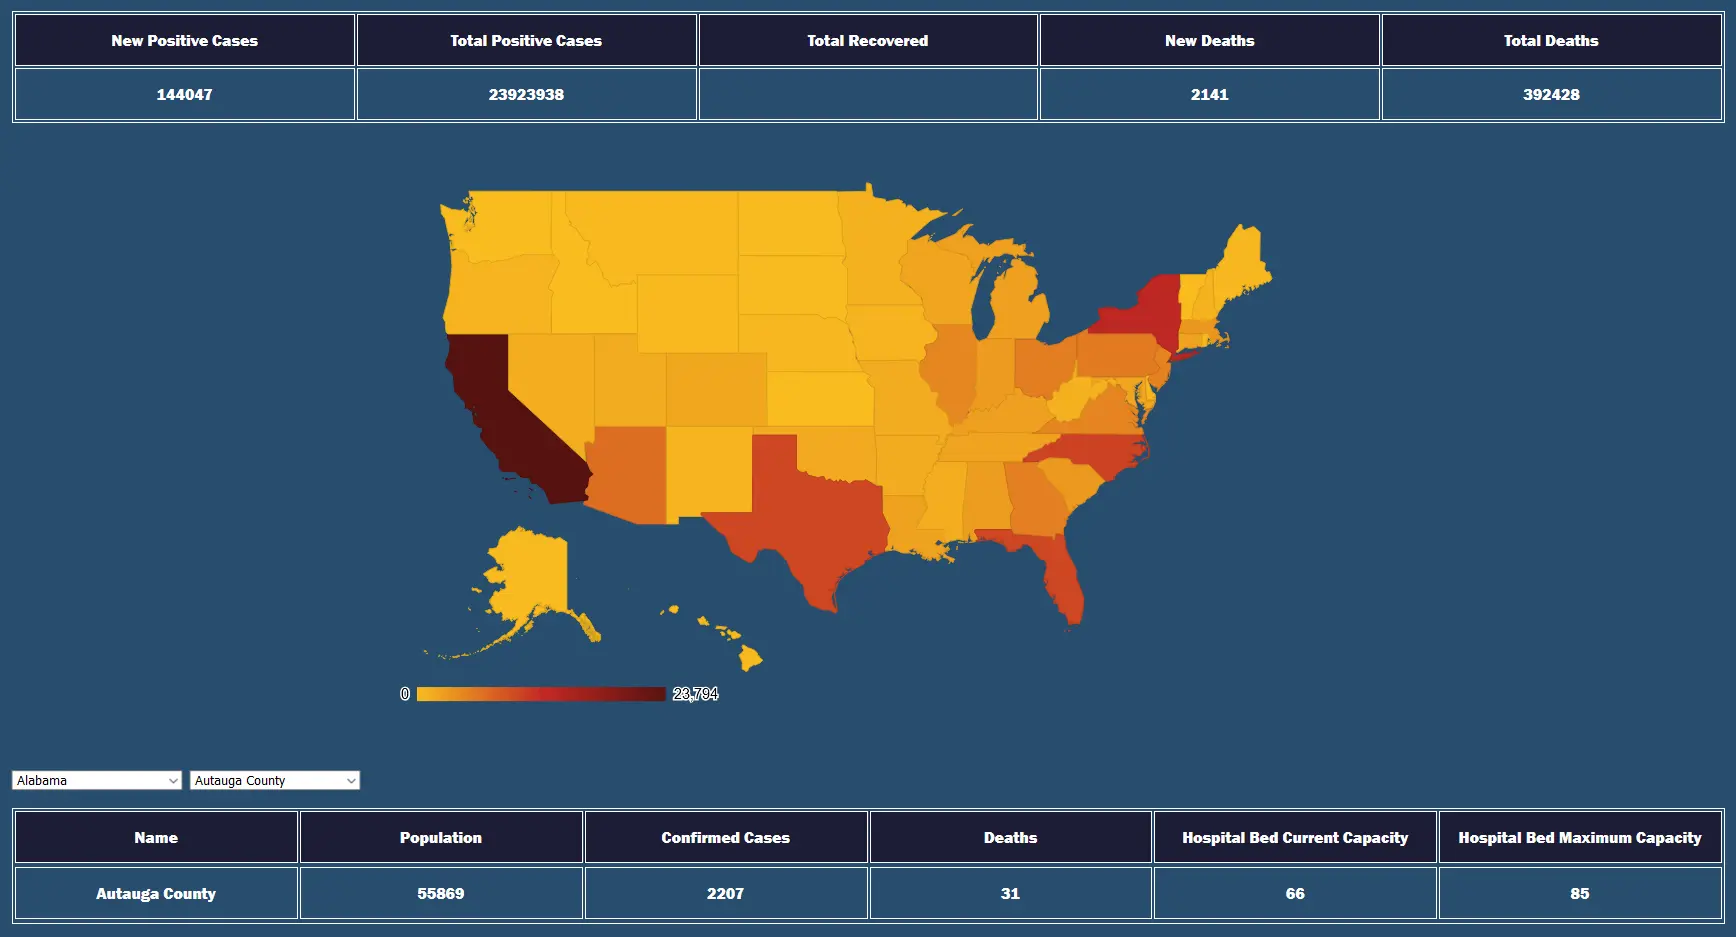 New Positive Cases Total Positive Cases Total Recovered New Deaths Total Deaths
144047 23923938 2141 392428
0 23,794
Alabama Autauga County
Name Population Confirmed Cases Deaths Hospital Bed Current Capacity Hospital Bed Maximum Capacity
Autauga County 55869 2207 31 66 85